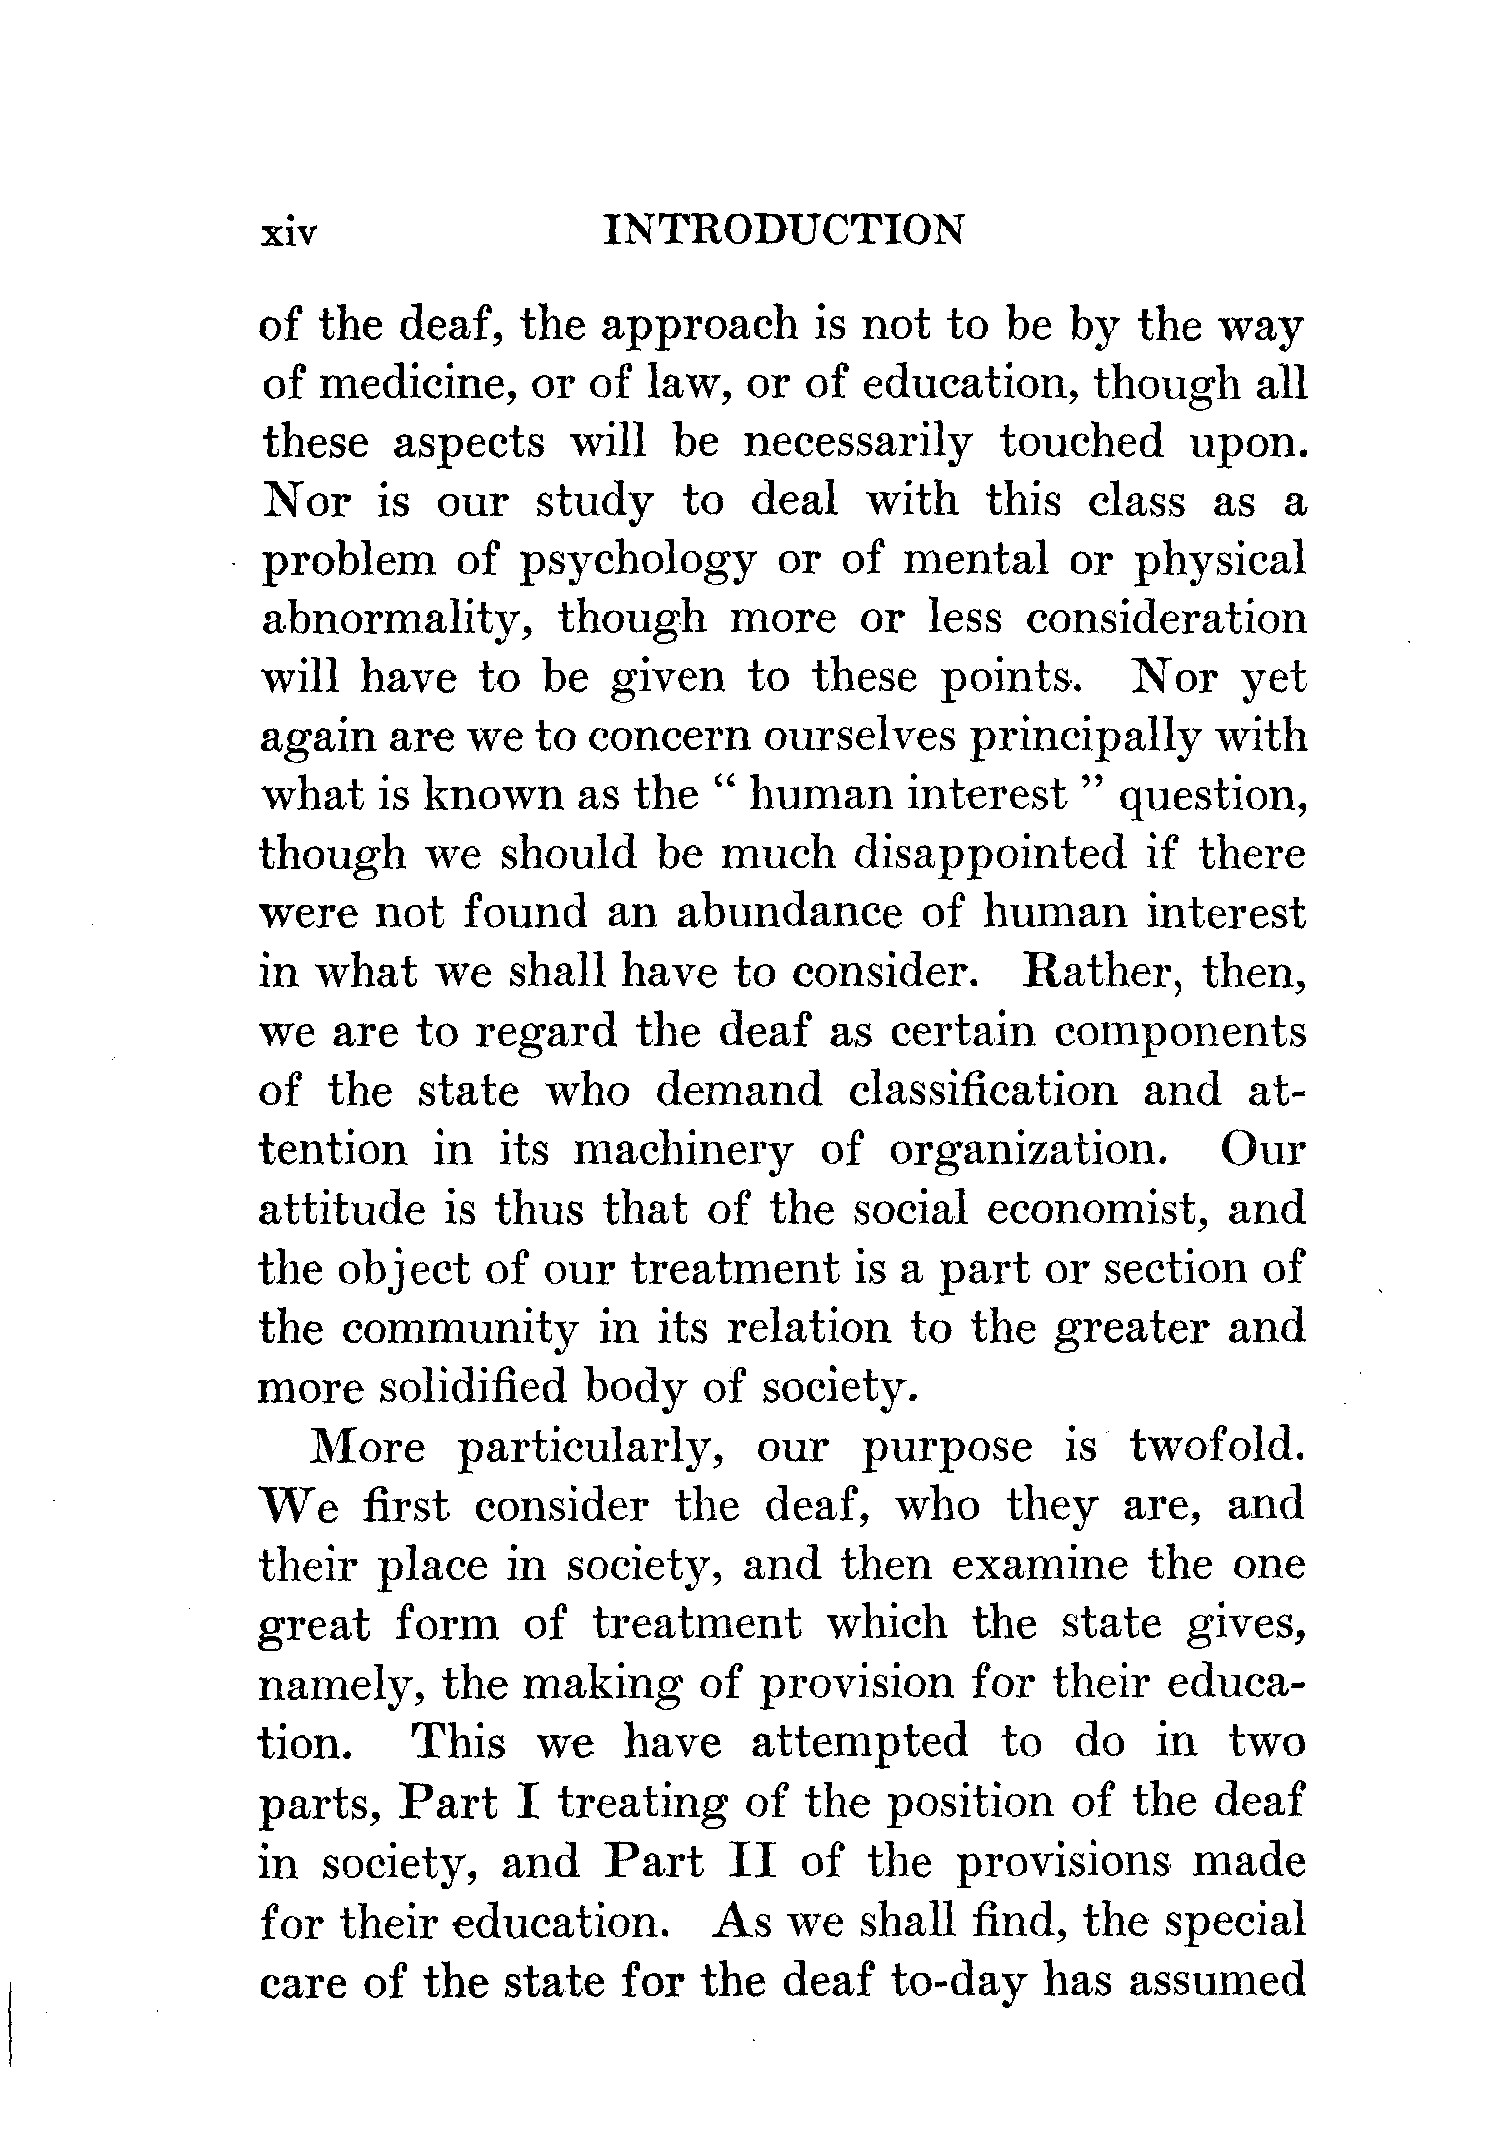 xiv INTRODUCTION
of the deaf, the approach is not to be by the way
of medicine, or of law, or of education, though all
these aspects will be necessarily touched upon.
Nor is our study to deal with this class as a
problem of psychology or of mental or physical
abnormality, though more or less consideration
will have to be given to these points. Nor yet
again are we to concern ourselves principally with
what is known as the “ human interest ” question,
though we should be much disappointed if there
were not found an abundance of human interest
in what we shall have to consider. Rather, then,
we are to regard the deaf as certain components
of the state who demand classification and at-
tention in its machinery of organization. Our
attitude is thus that of the social economist, and
the object of our treatment is a part or section of
the community in its relation to the greater and
more solidified body of society.
More particularly, our purpose is twofold.
We first consider the deaf, who they are, and
their place in society, and then examine the one
great form of treatment which the state gives,
namely, the making of provision for their educa-
tion. This we have attempted to do in two
parts, Part I treating of the position of the deaf
in society, and Part II of the provisions made
for their education. As we shall find, the special
care of the state for the deaf to-day has assumed